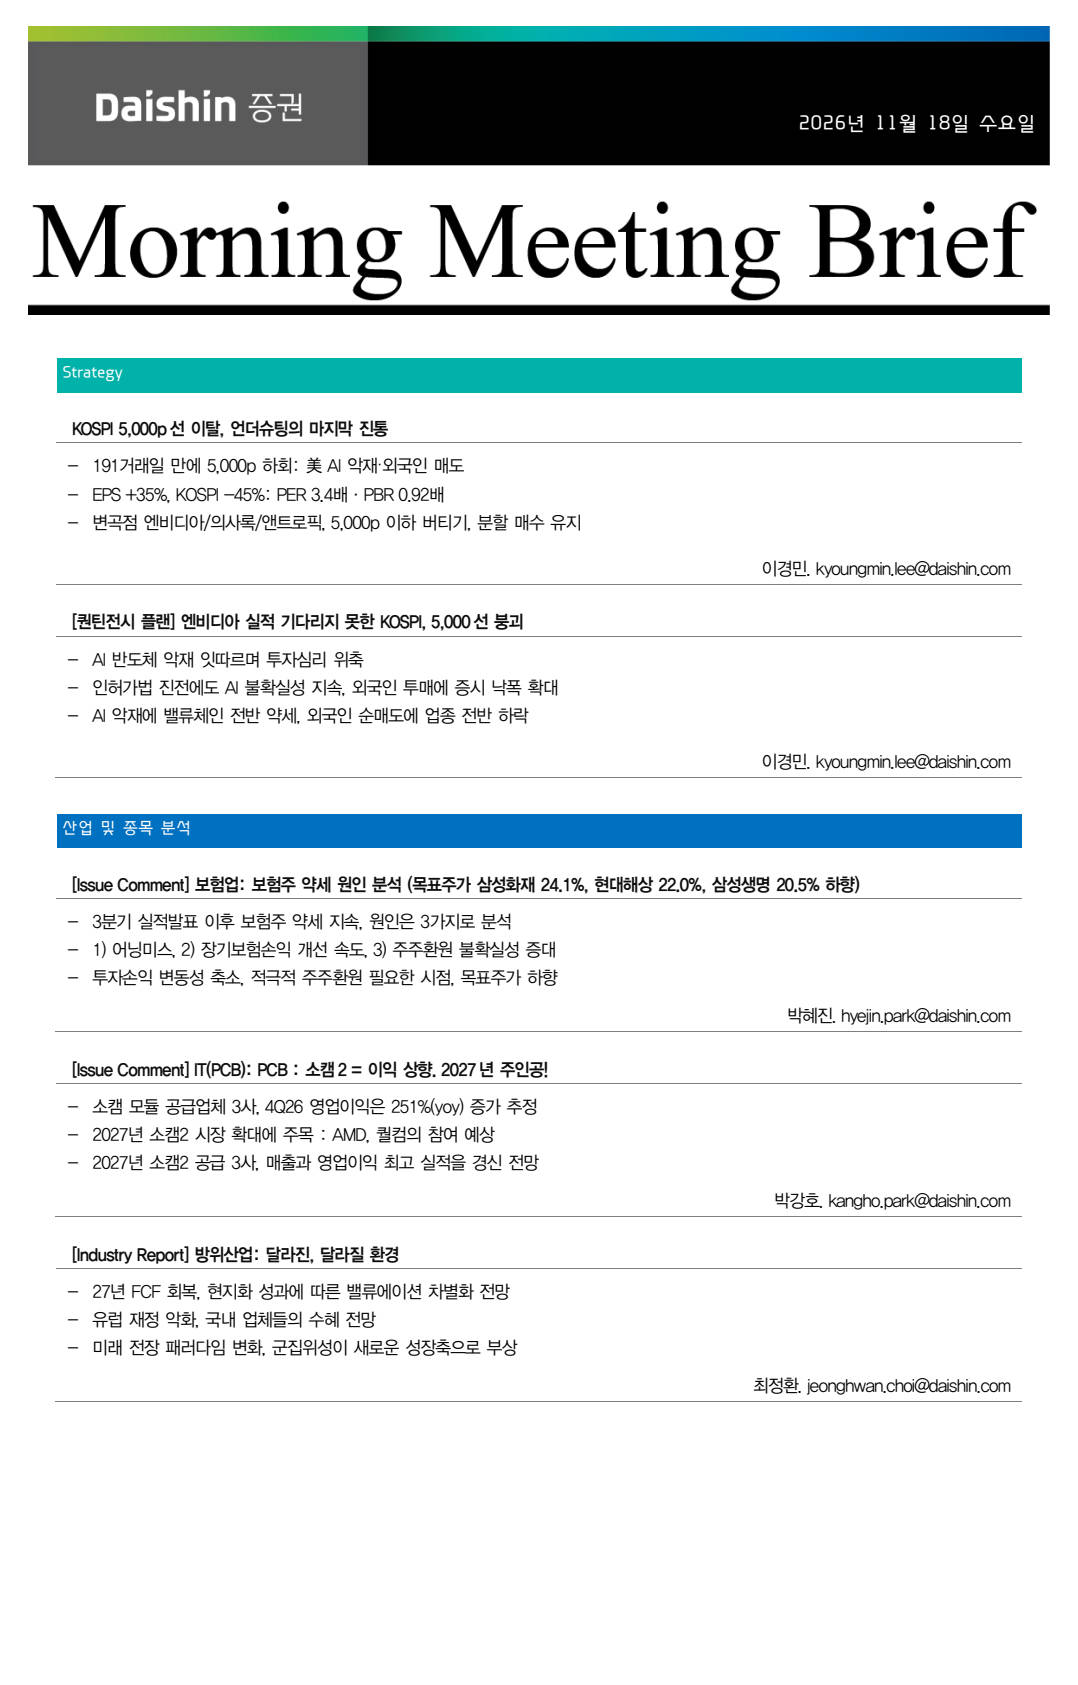 Daishin 증권
2026년 11월 18일 수요일
Morning Meeting Brief
Strategy
KOSPI 5,000p 선 이탈, 언더슈팅의 마지막 진통
- 191거래일 만에 5,000p 하회: 美 AI 악재·외국인 매도
- EPS +35%, KOSPI -45%: PER 3.4배 · PBR 0.92배
- 변곡점 엔비디아/의사록/앤트로픽, 5,000p 이하 버티기, 분할 매수 유지
이경민. kyoungmin.lee@daishin.com
[퀀틴전시 플랜] 엔비디아 실적 기다리지 못한 KOSPI, 5,000 선 붕괴
- AI 반도체 악재 잇따르며 투자심리 위축
- 인허가법 진전에도 AI 불확실성 지속, 외국인 투매에 증시 낙폭 확대
- AI 악재에 밸류체인 전반 약세, 외국인 순매도에 업종 전반 하락
이경민. kyoungmin.lee@daishin.com
산업 및 종목 분석
[Issue Comment] 보험업: 보험주 약세 원인 분석 (목표주가 삼성화재 24.1%, 현대해상 22.0%, 삼성생명 20.5% 하향)
- 3분기 실적발표 이후 보험주 약세 지속, 원인은 3가지로 분석
- 1) 어닝미스, 2) 장기보험손익 개선 속도, 3) 주주환원 불확실성 증대
- 투자손익 변동성 축소, 적극적 주주환원 필요한 시점, 목표주가 하향
박혜진. hyejin.park@daishin.com
[Issue Comment] IT(PCB): PCB : 소캠 2 = 이익 상향. 2027 년 주인공!
- 소캠 모듈 공급업체 3사, 4Q26 영업이익은 251%(yoy) 증가 추정
- 2027년 소캠2 시장 확대에 주목 : AMD, 퀄컴의 참여 예상
- 2027년 소캠2 공급 3사, 매출과 영업이익 최고 실적을 경신 전망
박강호. kangho.park@daishin.com
[Industry Report] 방위산업: 달라진, 달라질 환경
- 27년 FCF 회복, 현지화 성과에 따른 밸류에이션 차별화 전망
- 유럽 재정 악화, 국내 업체들의 수혜 전망
- 미래 전장 패러다임 변화, 군집위성이 새로운 성장축으로 부상
최정환. jeonghwan.choi@daishin.com